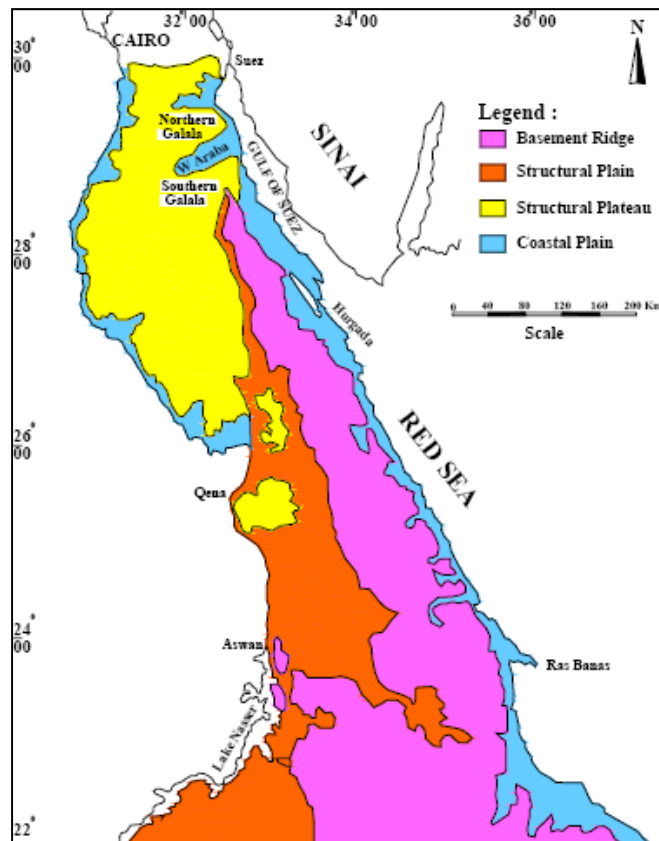 32°00
34°00
36°00
30°
00
CAIRO
Suez
N
Northern
Galala
W Araba
Southern
Galala
SINAI
GULF OF SUEZ
Legend :
Basement Ridge
Structural Plain
Structural Plateau
Coastal Plain
28°
00
Hurgada
0 40 80 120 160 200 Km
Scale
RED SEA
26°
00
Qena
24°
00
Aswan
Ras Banas
Lake Nasser
22°